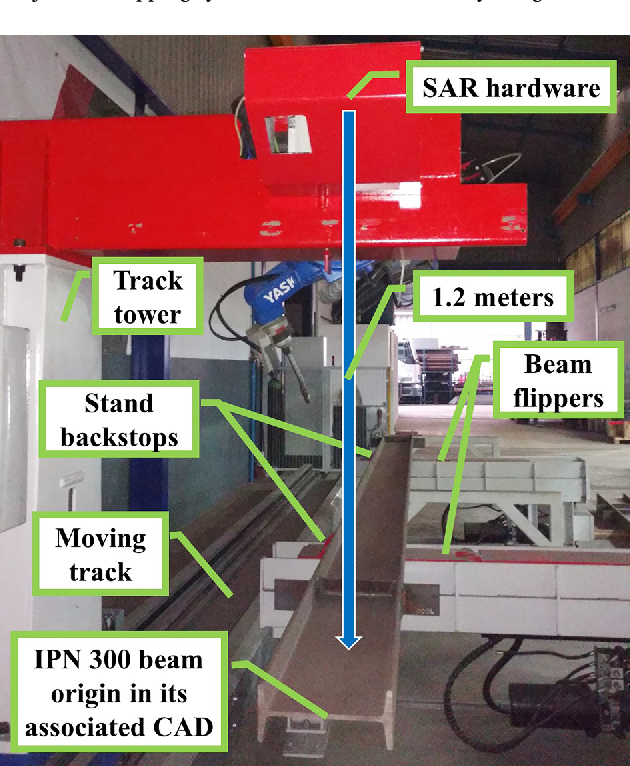 SAR hardware
Track
tower
YASK
1.2 meters
Beam
flippers
Stand
backstops
Moving
track
IPN 300 beam
origin in its
associated CAD